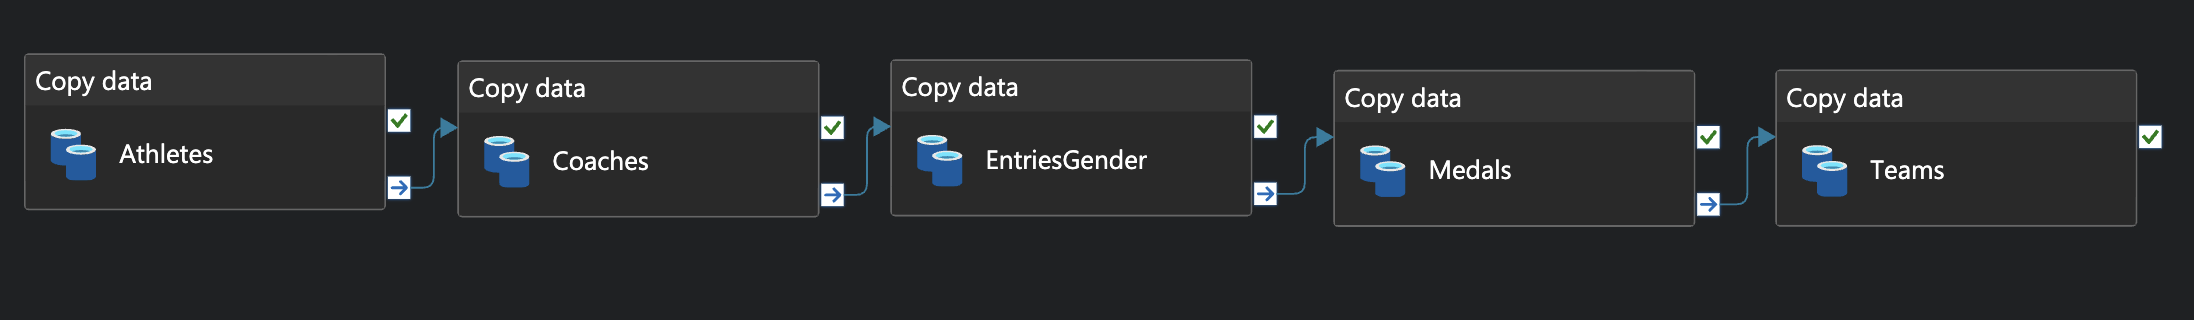 Copy data
Athletes
Copy data
Coaches
Copy data
EntriesGender
Copy data
Medals
Copy data
Teams